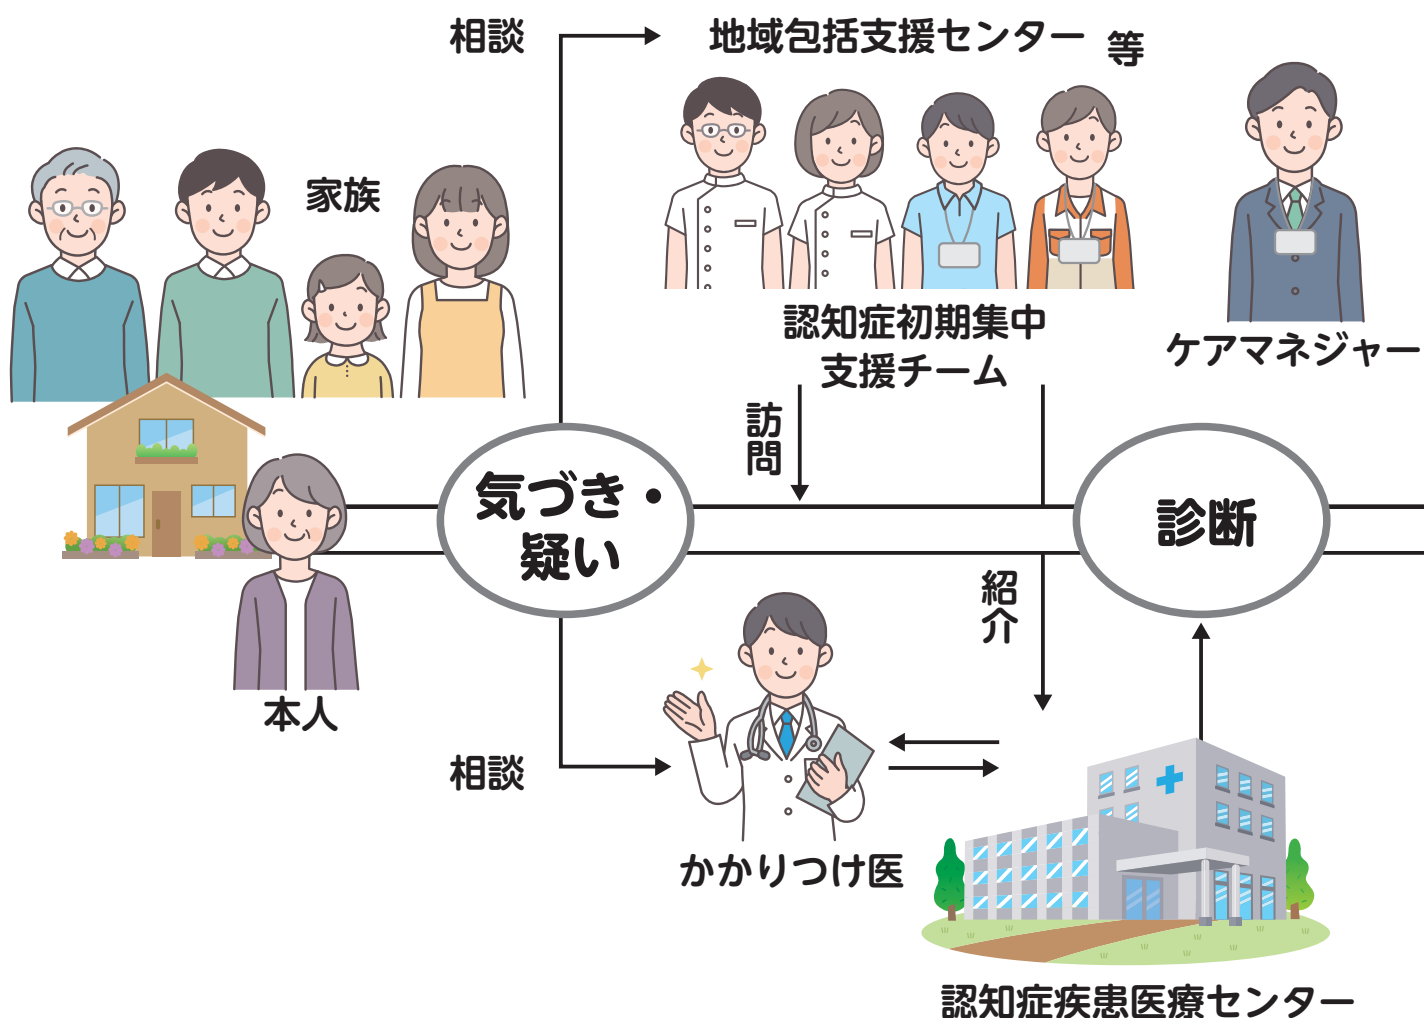 相談
地域包括支援センター 等
家族
認知症初期集中
支援チーム
ケアマネジャー
訪問
気づき・
疑い
診断
紹介
本人
相談
かかりつけ医
認知症疾患医療センター